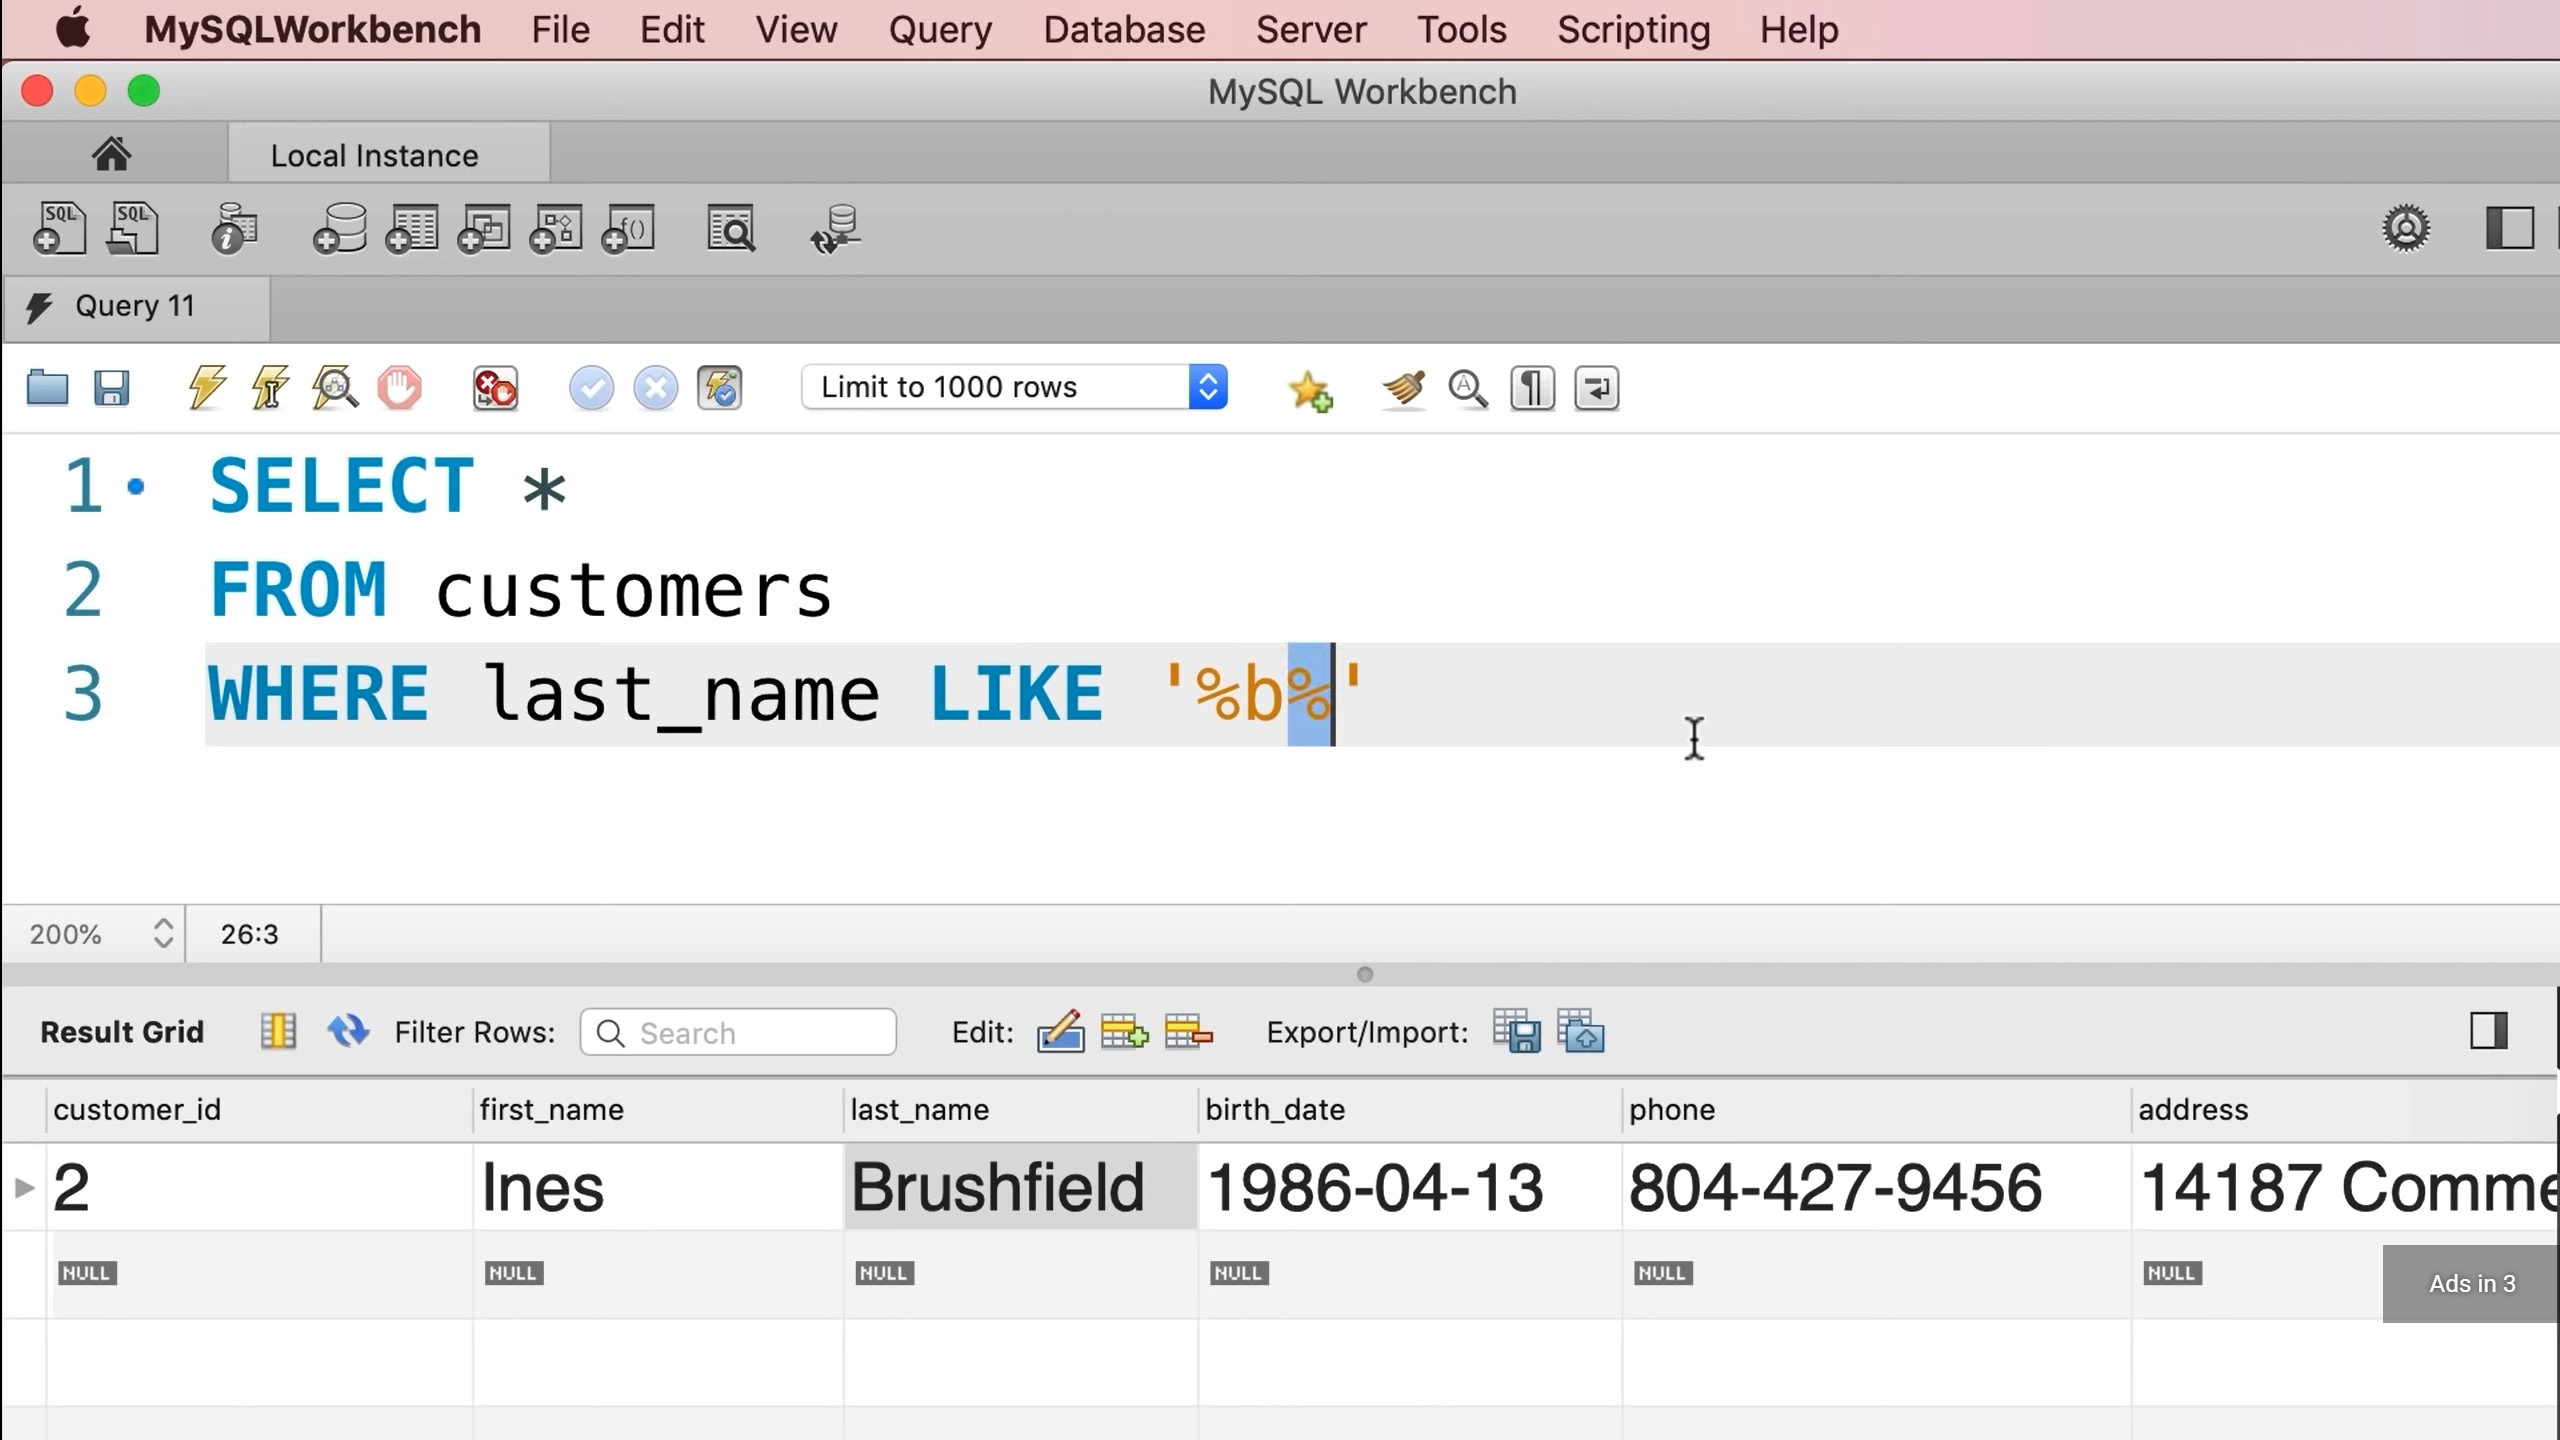 MySQLWorkbench File Edit View Query Database Server Tools Scripting Help
MySQL Workbench
Local Instance
SQL SQL
Query 11
Limit to 1000 rows
1 SELECT *
2 FROM customers
3 WHERE last_name LIKE '%b%'
200% 26:3
Result Grid Filter Rows: Search Edit: Export/Import:
customer_id first_name last_name birth_date phone address
2 Ines Brushfield 1986-04-13 804-427-9456 14187 Comme
NULL NULL NULL NULL NULL NULL
Ads in 3